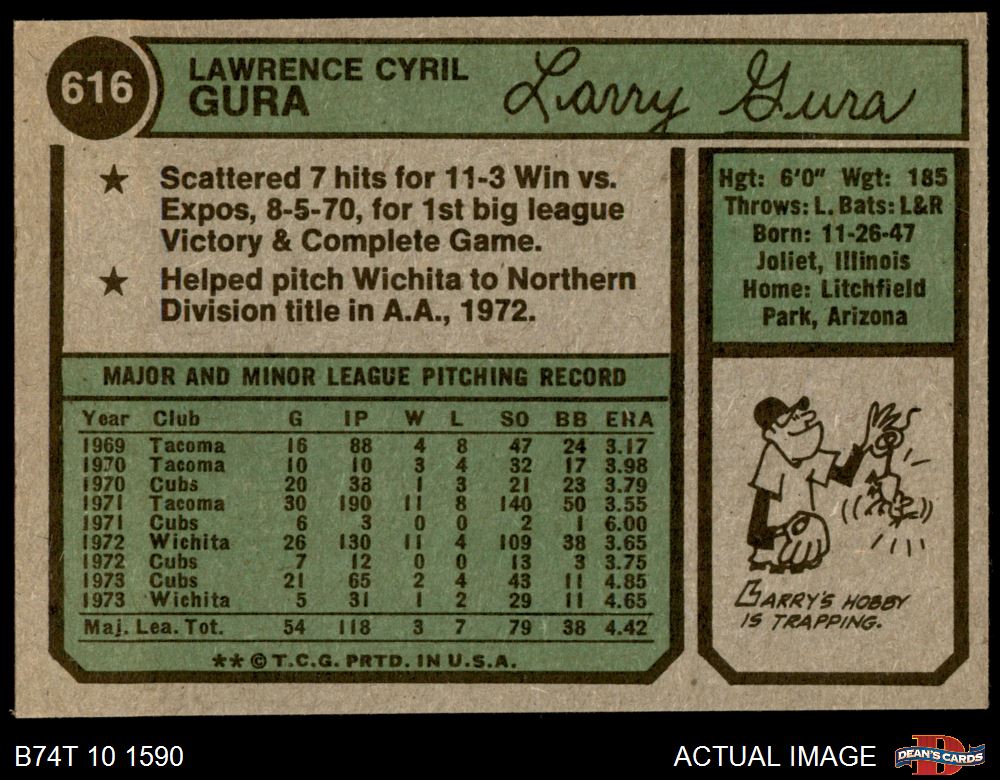 616
LAWRENCE CYRIL
GURA
Larry Gura
★ Scattered 7 hits for 11-3 Win vs.
Expos, 8-5-70, for 1st big league
Victory & Complete Game.
★ Helped pitch Wichita to Northern
Division title in A.A., 1972.
Hgt: 6'0" Wgt: 185
Throws: L. Bats: L&R
Born: 11-26-47
Joliet, Illinois
Home: Litchfield
Park, Arizona
MAJOR AND MINOR LEAGUE PITCHING RECORD
Year Club G IP W L SO BB ERA
1969 Tacoma 16 88 4 8 47 24 3.17
1970 Tacoma 10 10 3 4 32 17 3.98
1970 Cubs 20 38 1 3 21 23 3.79
1971 Tacoma 30 190 11 8 140 50 3.55
1971 Cubs 6 3 0 0 2 1 6.00
1972 Wichita 26 130 11 4 109 38 3.65
1972 Cubs 7 12 0 0 13 3 3.75
1973 Cubs 21 65 2 4 43 11 4.85
1973 Wichita 5 31 1 2 29 11 4.65
Maj. Lea. Tot. 54 118 3 7 79 38 4.42
** © T.C.G. PRTD. IN U.S.A.
LARRY'S HOBBY
IS TRAPPING.
B74T 10 1590
ACTUAL IMAGE
DEAN'S CARDS